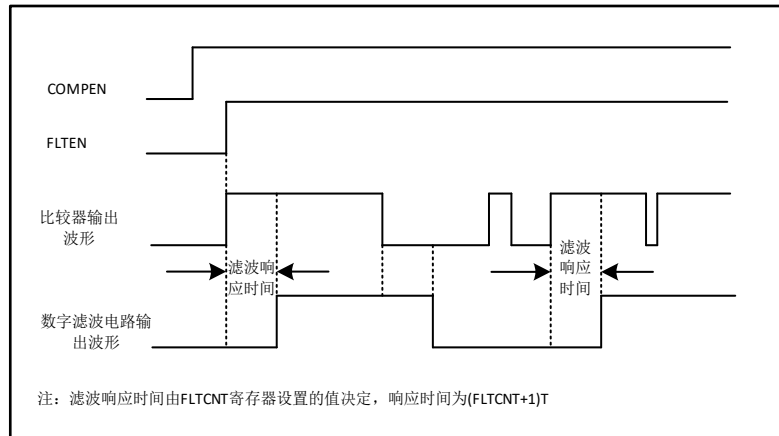 COMPEN
FLTEN
比较器输出
波形
滤波响
应时间
滤波
响应
时间
数字滤波电路输
出波形
注：滤波响应时间由FLTCNT寄存器设置的值决定，响应时间为(FLTCNT+1)T